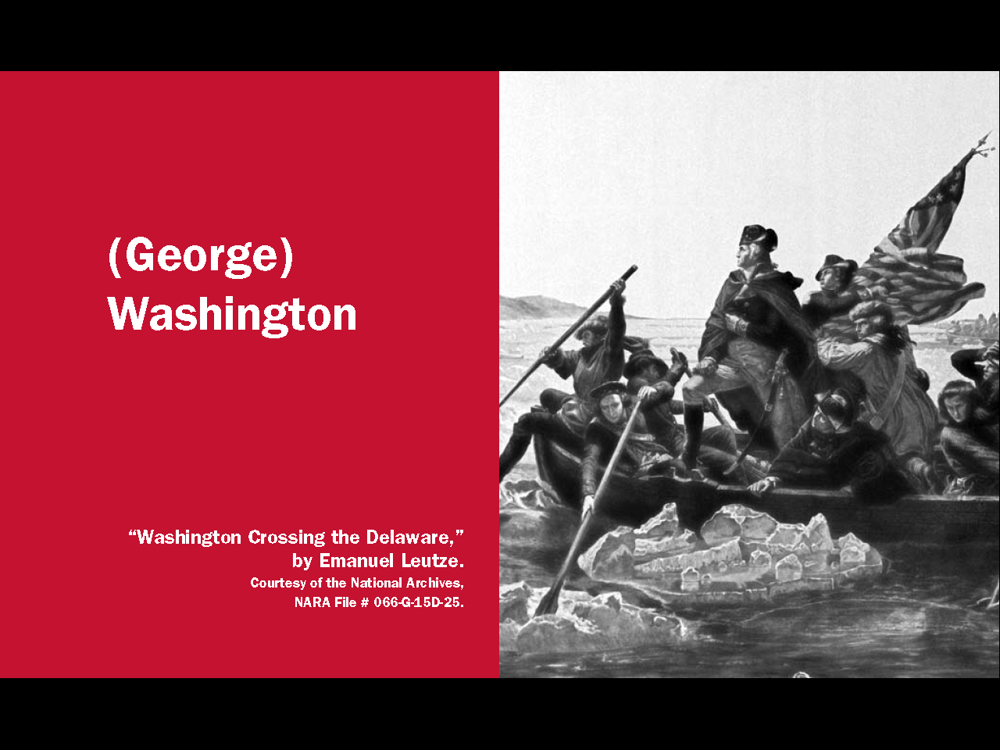 (George)
Washington
“Washington Crossing the Delaware,”
by Emanuel Leutze.
Courtesy of the National Archives,
NARA File # 066-G-15D-25.